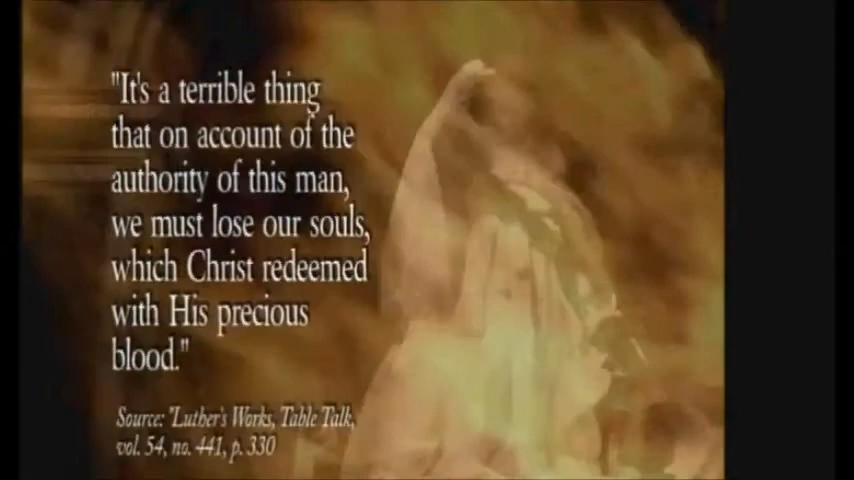 "It's a terrible thing
that on account of the
authority of this man,
we must lose our souls,
which Christ redeemed
with His precious
blood."
Source: "Luther's Works, Table Talk,
vol. 54, no. 441, p. 330